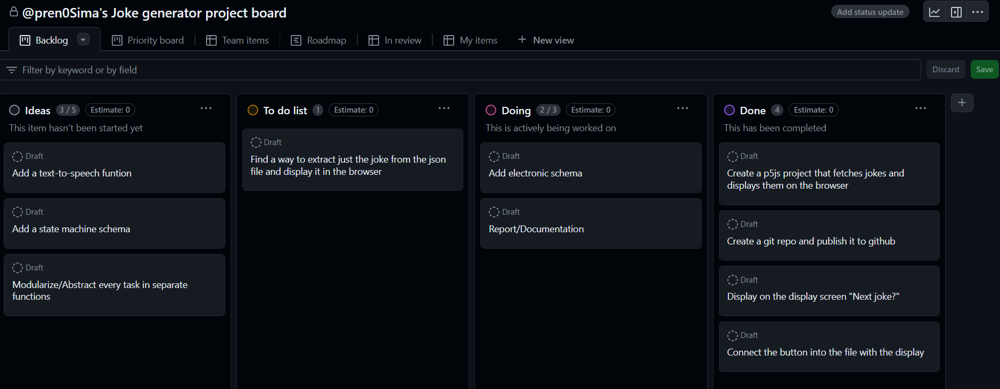 @pren0Sima's Joke generator project board
Add status update
Backlog
Priority board
Team items
Roadmap
In review
My items
New view
Filter by keyword or by field
Discard
Save
Ideas 3 / 5 Estimate: 0
This item hasn't been started yet
Draft
Add a text-to-speech funtion
Draft
Add a state machine schema
Draft
Modularize/Abstract every task in separate
functions
To do list 1 Estimate: 0
Draft
Find a way to extract just the joke from the json
file and display it in the browser
Doing 2 / 3 Estimate: 0
This is actively being worked on
Draft
Add electronic schema
Draft
Report/Documentation
Done 4 Estimate: 0
This has been completed
Draft
Create a p5js project that fetches jokes and
displays them on the browser
Draft
Create a git repo and publish it to github
Draft
Display on the display screen "Next joke?"
Draft
Connect the button into the file with the display